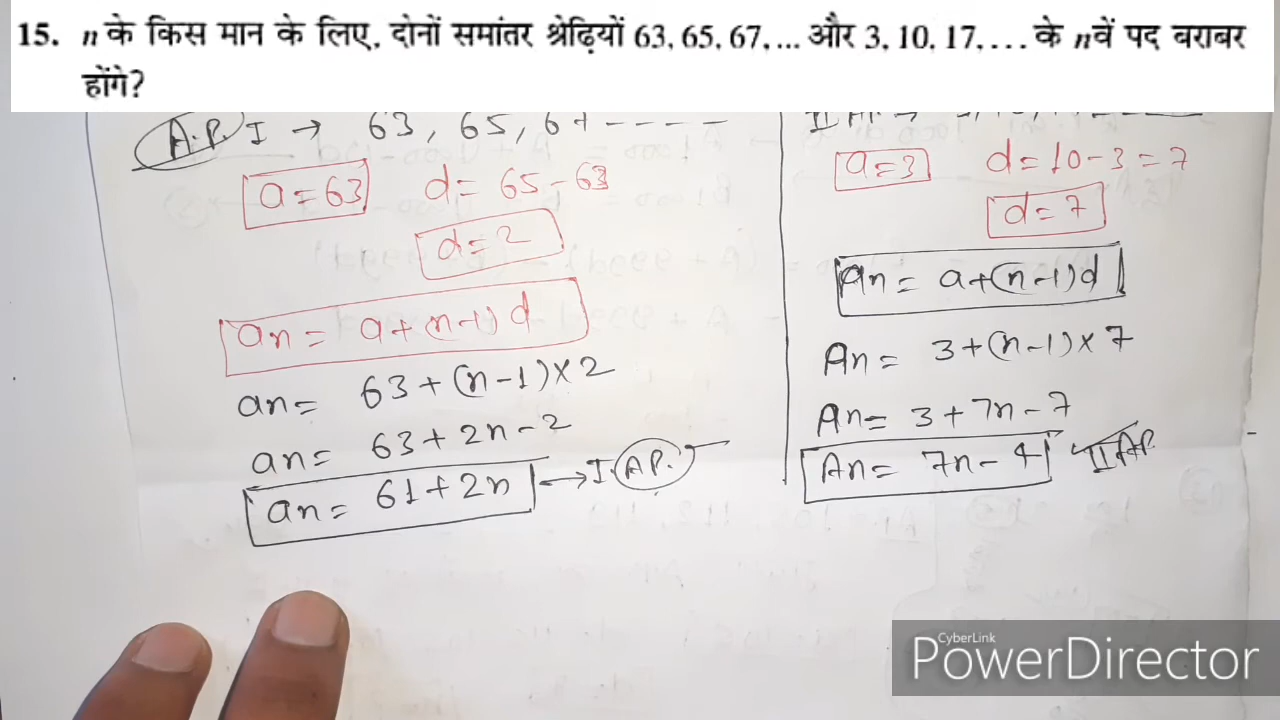 15. n के किस मान के लिए, दोनों समांतर श्रेढ़ियों 63, 65, 67, ... और 3, 10, 17, . . . के nवें पद बराबर
होंगे?
A.P. I → 63, 65, 67 -----
a = 63 d = 65 - 63
d = 2
an = a + (n-1) d
an = 63 + (n-1) × 2
an = 63 + 2n - 2
an = 61 + 2n → I A.P.
a = 3 d = 10 - 3 = 7
d = 7
An = a + (n-1) d
An = 3 + (n-1) × 7
An = 3 + 7n - 7
An = 7n - 4 II A.P.
CyberLink
PowerDirector